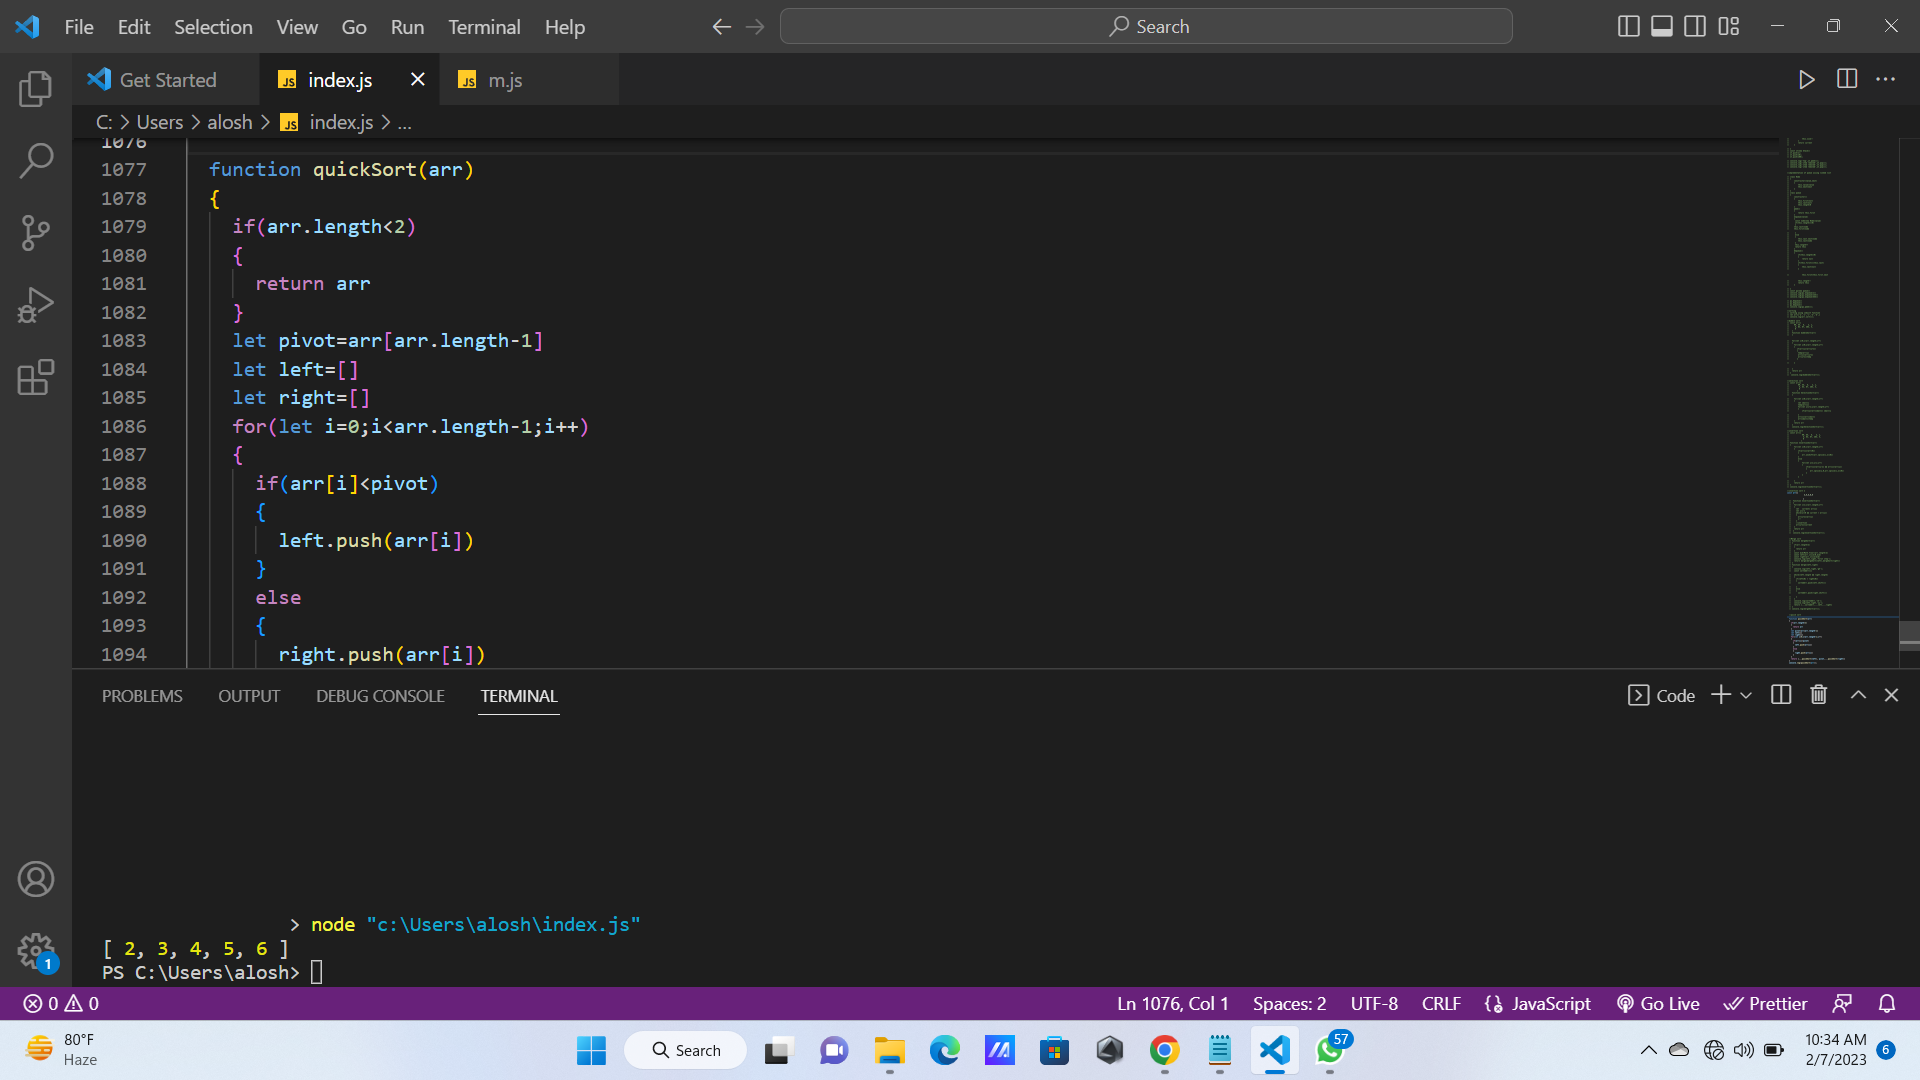 File Edit Selection View Go Run Terminal Help
Search
Get Started
JS index.js
JS m.js
C: > Users > alosh > JS index.js > ...
1076
1077 function quickSort(arr)
1078 {
1079 if(arr.length<2)
1080 {
1081 return arr
1082 }
1083 let pivot=arr[arr.length-1]
1084 let left=[]
1085 let right=[]
1086 for(let i=0;i<arr.length-1;i++)
1087 {
1088 if(arr[i]<pivot)
1089 {
1090 left.push(arr[i])
1091 }
1092 else
1093 {
1094 right.push(arr[i])
PROBLEMS OUTPUT DEBUG CONSOLE TERMINAL
Code
> node "c:\Users\alosh\index.js"
[ 2, 3, 4, 5, 6 ]
PS C:\Users\alosh>
1
0 0
Ln 1076, Col 1 Spaces: 2 UTF-8 CRLF {} JavaScript Go Live Prettier
80°F
Haze
Search
57
10:34 AM
2/7/2023
6